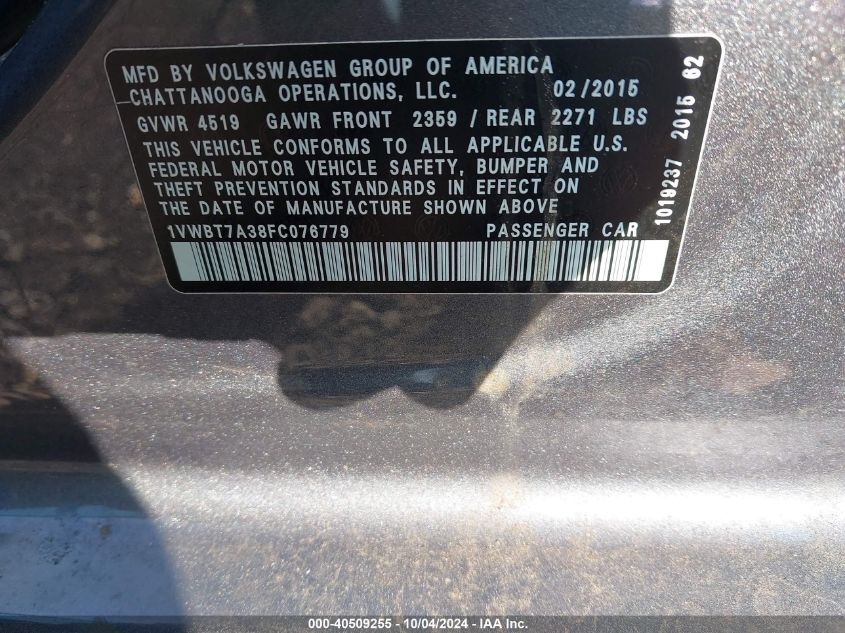 MFD BY VOLKSWAGEN GROUP OF AMERICA
CHATTANOOGA OPERATIONS, LLC. 02/2015
GVWR 4519 GAWR FRONT 2359 / REAR 2271 LBS
THIS VEHICLE CONFORMS TO ALL APPLICABLE U.S.
FEDERAL MOTOR VEHICLE SAFETY, BUMPER AND
THEFT PREVENTION STANDARDS IN EFFECT ON
THE DATE OF MANUFACTURE SHOWN ABOVE
1VWBT7A38FC076779 PASSENGER CAR
1019237 2015 62
000-40509255 - 10/04/2024 - IAA Inc.